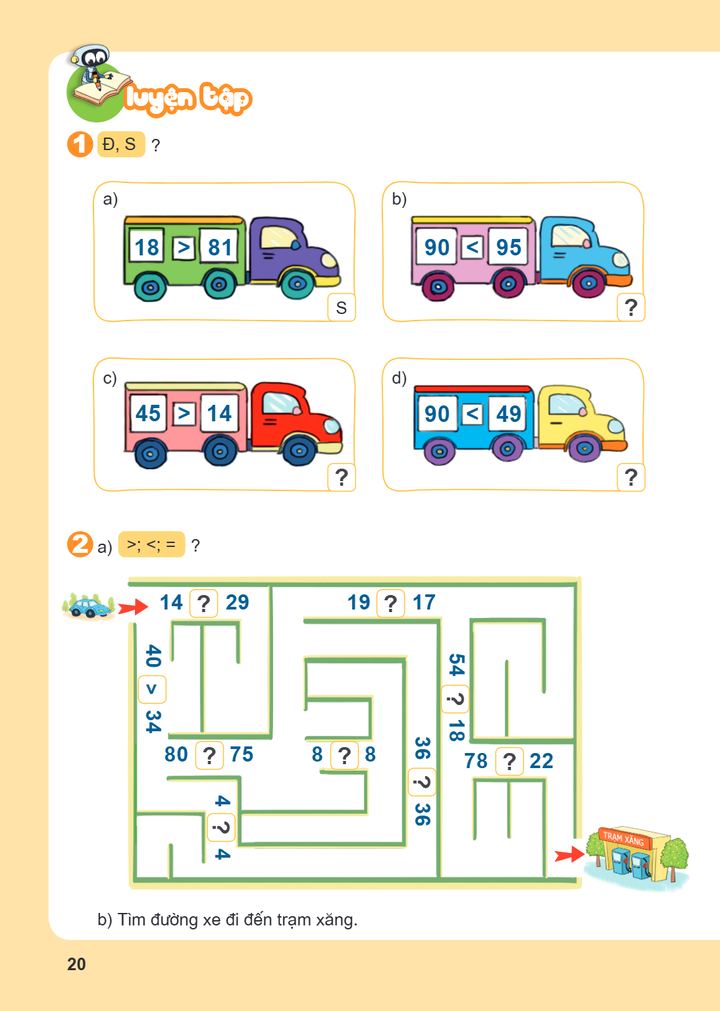 luyện tập
1 Đ, S ?
a) b)
18 > 81 90 < 95
S ?
c) d)
45 > 14 90 < 49
? ?
2 a) >; <; = ?
14 ? 29 19 ? 17
40 > 34
54 ? 18
80 ? 75 8 ? 8
36 ? 36
78 ? 22
4 ? 4
TRẠM XĂNG
b) Tìm đường xe đi đến trạm xăng.
20